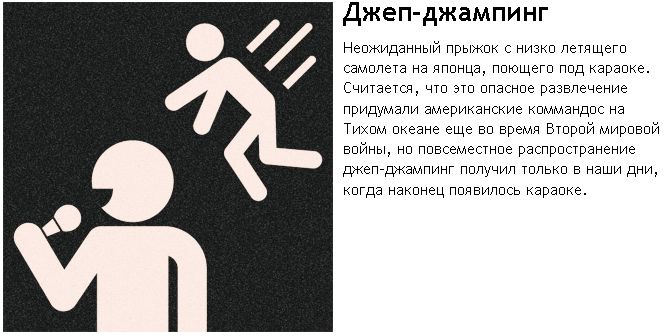 Джеп-джампинг
Неожиданный прыжок с низко летящего
самолета на японца, поющего под караоке.
Считается, что это опасное развлечение
придумали американские коммандос на
Тихом океане еще во время Второй мировой
войны, но повсеместное распространение
джеп-джампинг получил только в наши дни,
когда наконец появилось караоке.